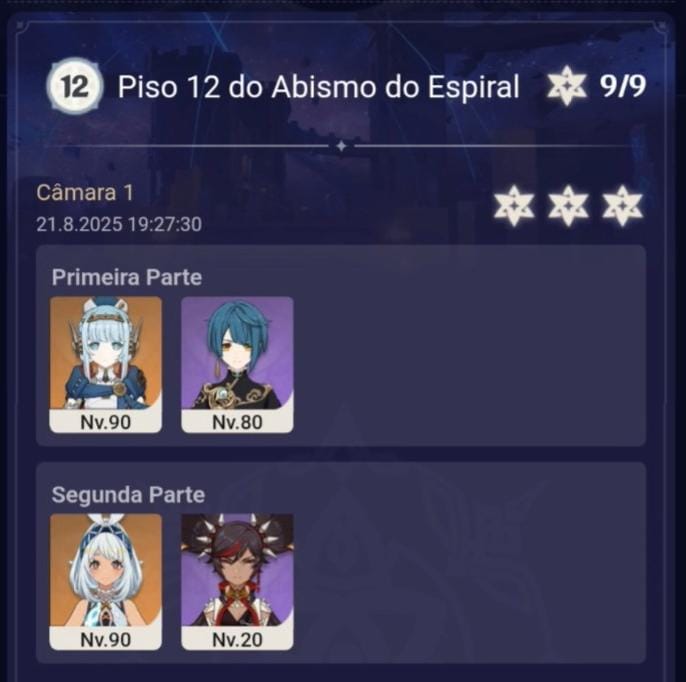 12 Piso 12 do Abismo do Espiral 9/9
Câmara 1
21.8.2025 19:27:30
Primeira Parte
Nv.90 Nv.80
Segunda Parte
Nv.90 Nv.20